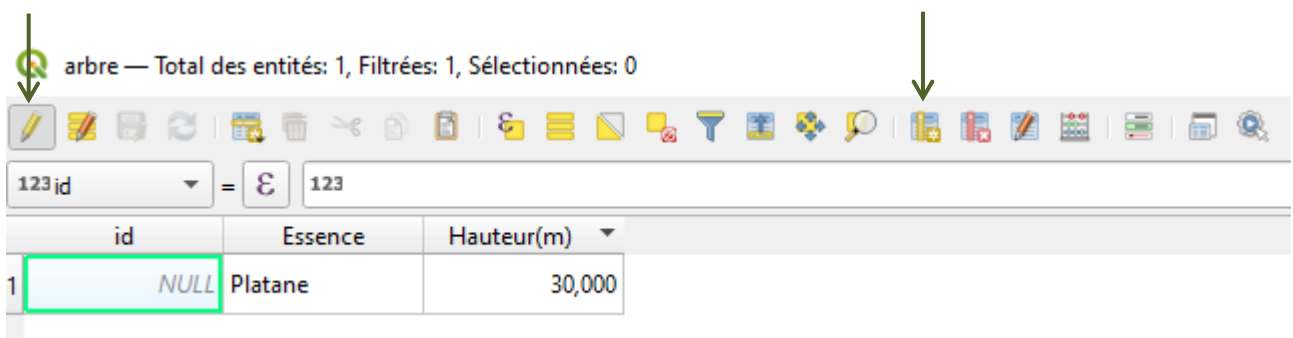 arbre — Total des entités: 1, Filtrées: 1, Sélectionnées: 0
123 id = ε 123
id Essence Hauteur(m)
1 NULL Platane 30,000